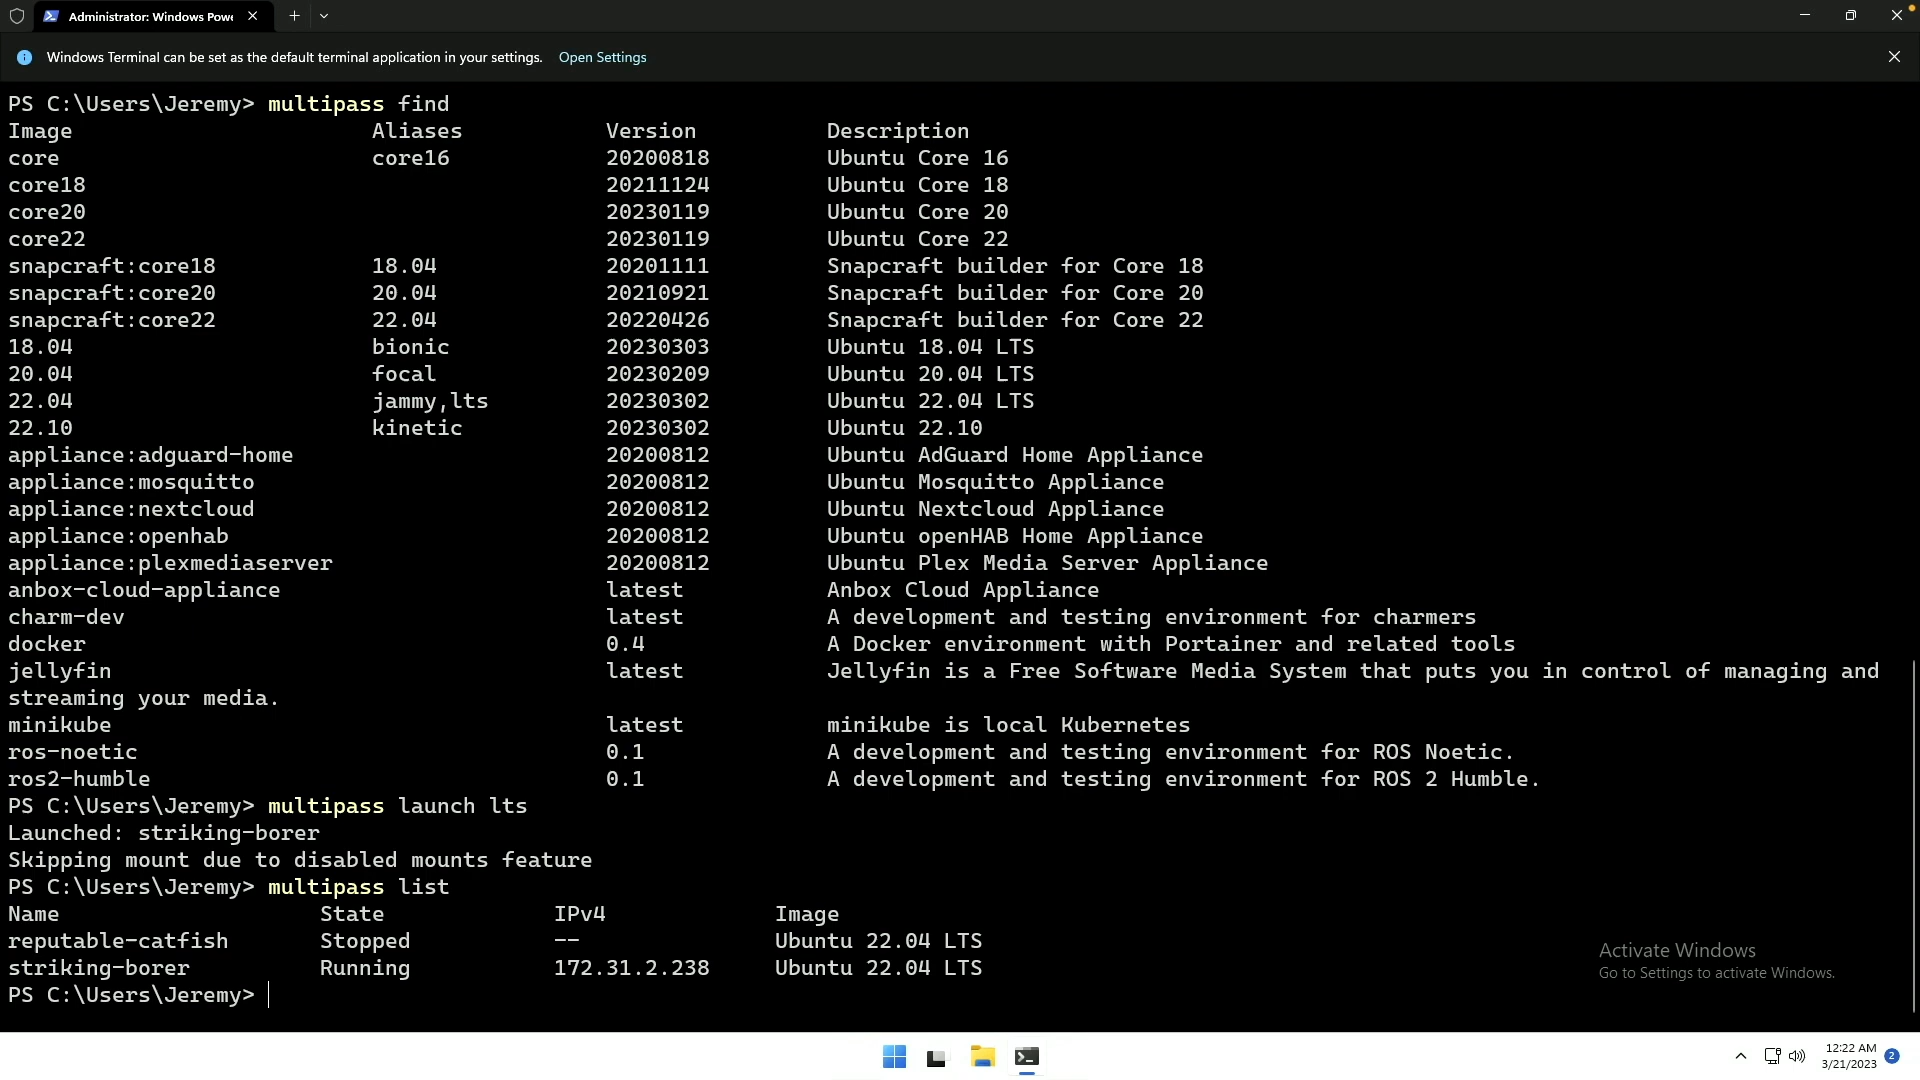 Administrator: Windows Powe
Windows Terminal can be set as the default terminal application in your settings. Open Settings
PS C:\Users\Jeremy> multipass find
Image Aliases Version Description
core core16 20200818 Ubuntu Core 16
core18 20211124 Ubuntu Core 18
core20 20230119 Ubuntu Core 20
core22 20230119 Ubuntu Core 22
snapcraft:core18 18.04 20201111 Snapcraft builder for Core 18
snapcraft:core20 20.04 20210921 Snapcraft builder for Core 20
snapcraft:core22 22.04 20220426 Snapcraft builder for Core 22
18.04 bionic 20230303 Ubuntu 18.04 LTS
20.04 focal 20230209 Ubuntu 20.04 LTS
22.04 jammy,lts 20230302 Ubuntu 22.04 LTS
22.10 kinetic 20230302 Ubuntu 22.10
appliance:adguard-home 20200812 Ubuntu AdGuard Home Appliance
appliance:mosquitto 20200812 Ubuntu Mosquitto Appliance
appliance:nextcloud 20200812 Ubuntu Nextcloud Appliance
appliance:openhab 20200812 Ubuntu openHAB Home Appliance
appliance:plexmediaserver 20200812 Ubuntu Plex Media Server Appliance
anbox-cloud-appliance latest Anbox Cloud Appliance
charm-dev latest A development and testing environment for charmers
docker 0.4 A Docker environment with Portainer and related tools
jellyfin latest Jellyfin is a Free Software Media System that puts you in control of managing and
streaming your media.
minikube latest minikube is local Kubernetes
ros-noetic 0.1 A development and testing environment for ROS Noetic.
ros2-humble 0.1 A development and testing environment for ROS 2 Humble.
PS C:\Users\Jeremy> multipass launch lts
Launched: striking-borer
Skipping mount due to disabled mounts feature
PS C:\Users\Jeremy> multipass list
Name State IPv4 Image
reputable-catfish Stopped -- Ubuntu 22.04 LTS
striking-borer Running 172.31.2.238 Ubuntu 22.04 LTS
PS C:\Users\Jeremy>
Activate Windows
Go to Settings to activate Windows.
12:22 AM
3/21/2023
2